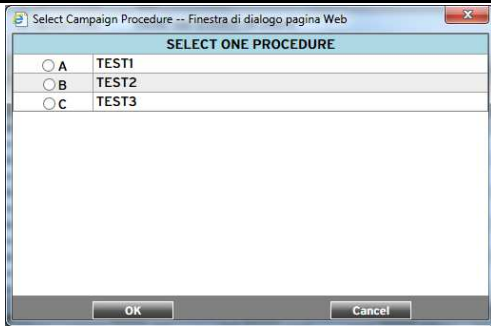 Select Campaign Procedure -- Finestra di dialogo pagina Web
SELECT ONE PROCEDURE
A TEST1
B TEST2
C TEST3
OK Cancel